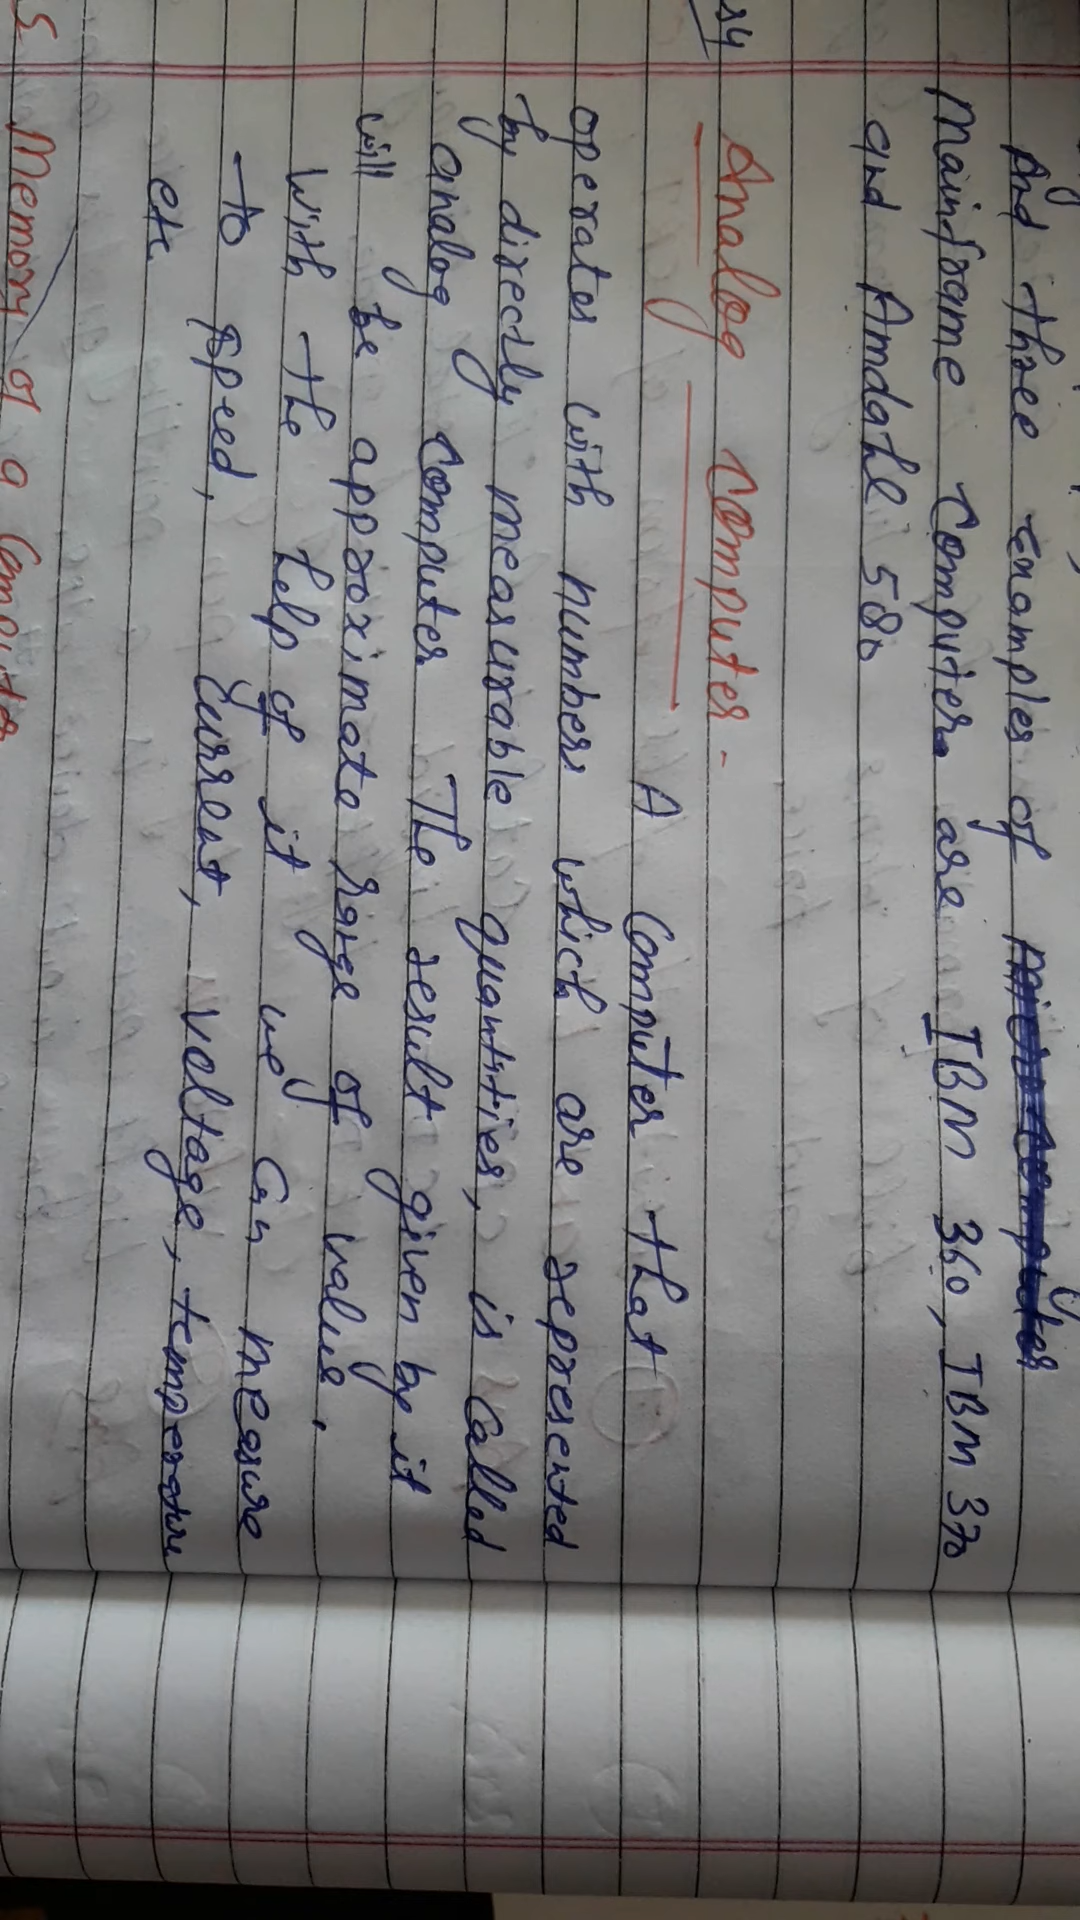 And three examples of
Mainframe computers are IBM 360, IBM 370
and Amdahl 580
Analog computer -
A computer that
operates with numbers which are represented
by directly measurable quantities, is called
analog computer The result given by it
will be approximate range of value,
with the help of it we can measure
to speed, current, voltage, temperature
etc
5 Memory of a Computer